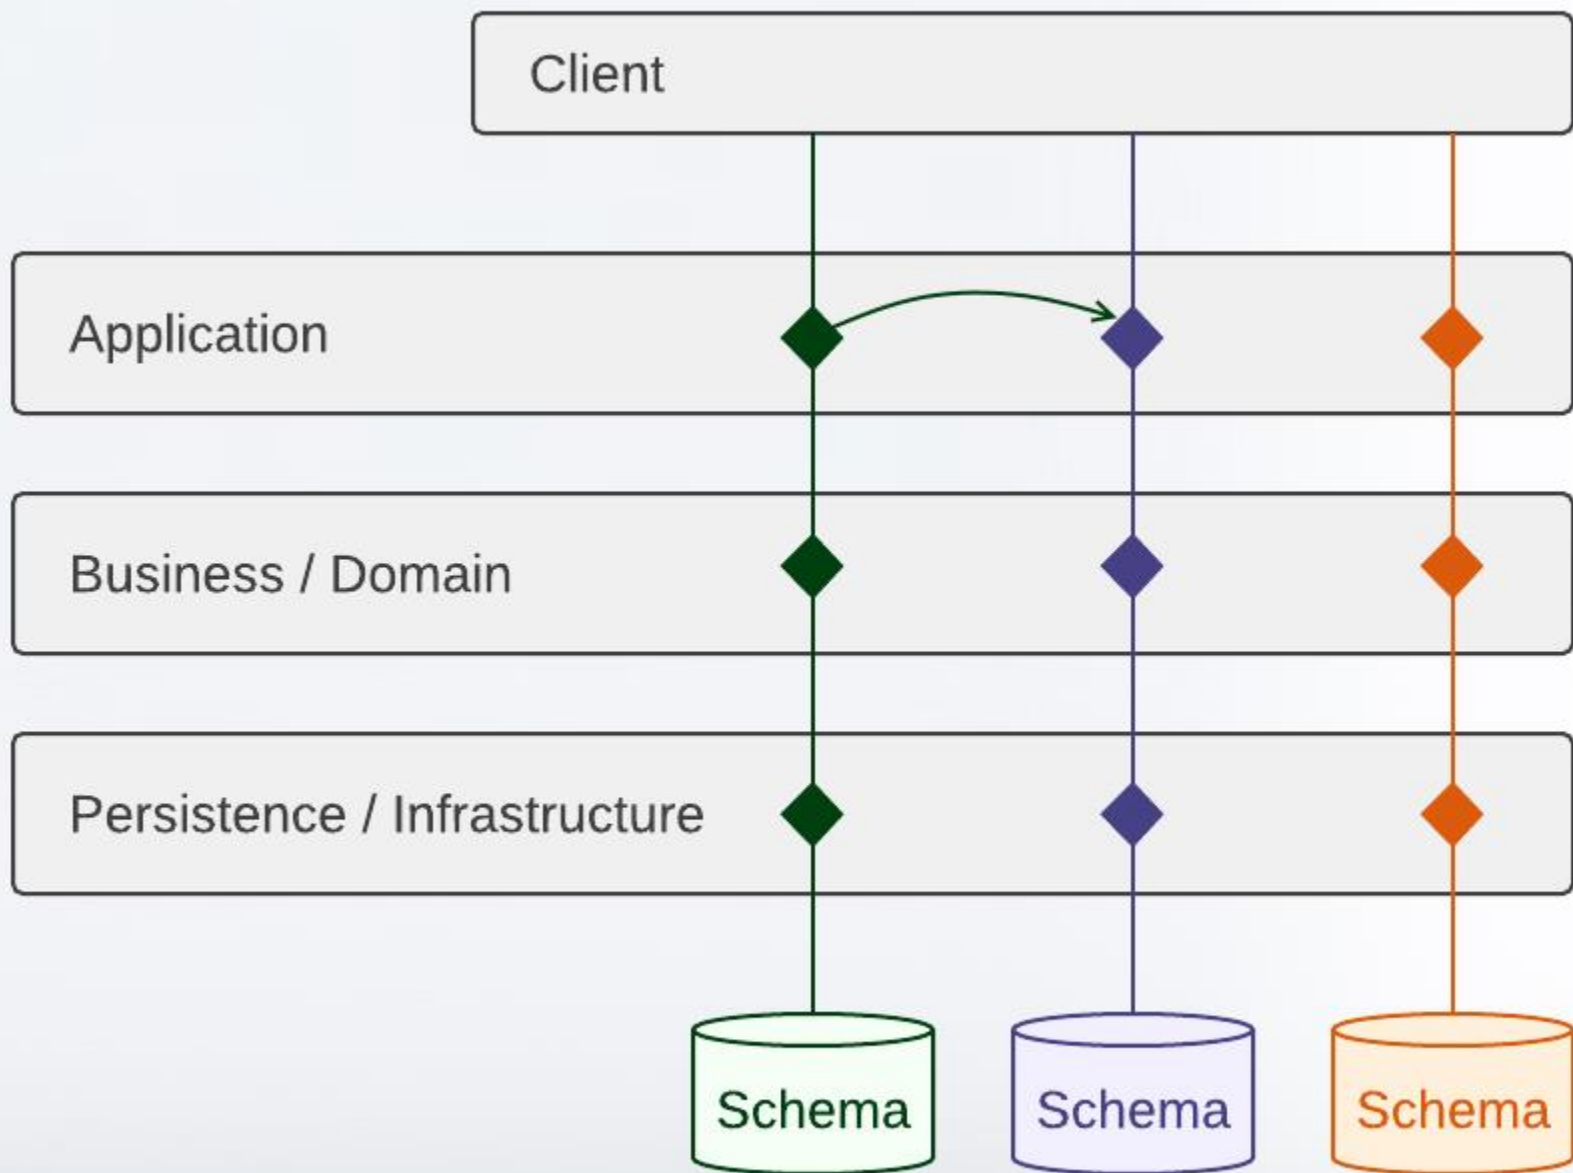 Client
Application
Business / Domain
Persistence / Infrastructure
Schema
Schema
Schema